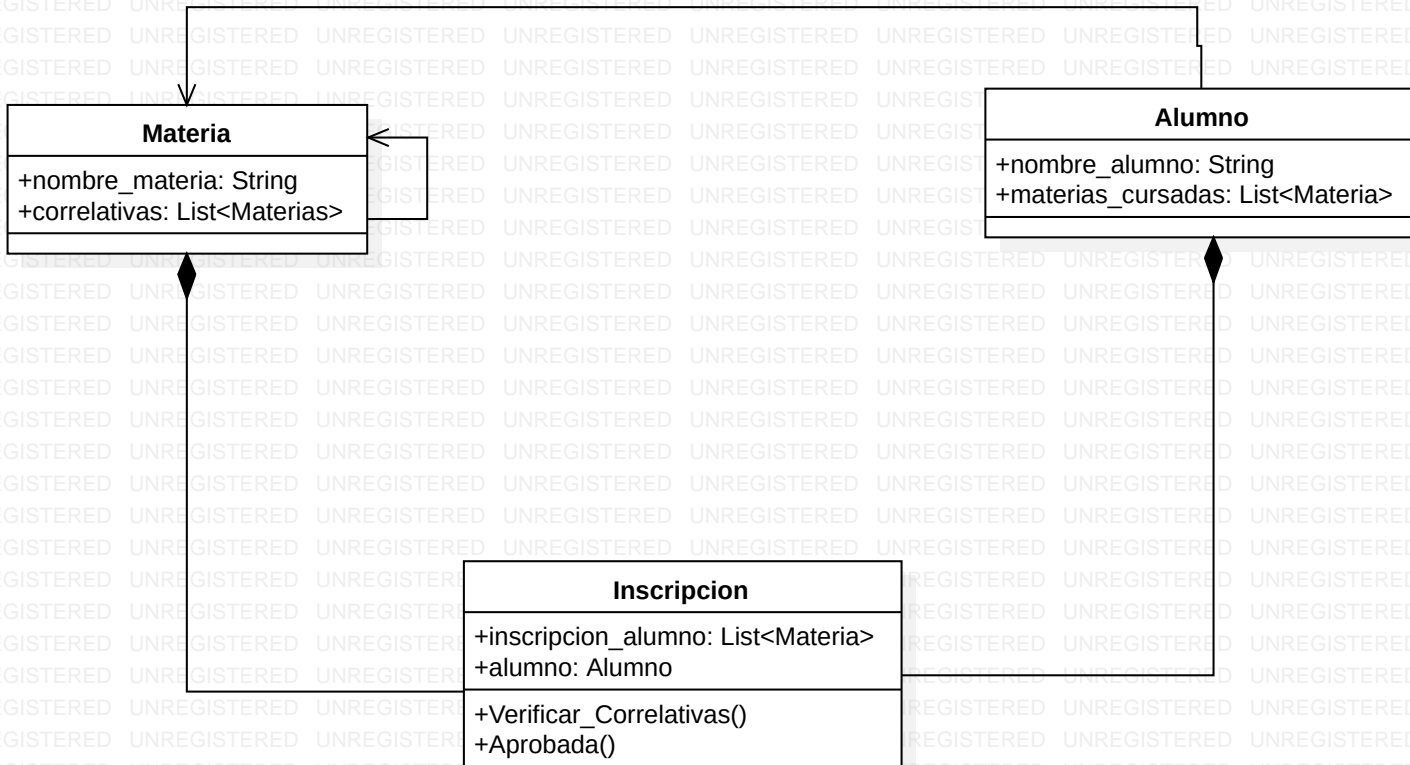 Materia
+nombre_materia: String
+correlativas: List<Materias>
Alumno
+nombre_alumno: String
+materias_cursadas: List<Materia>
Inscripcion
+inscripcion_alumno: List<Materia>
+alumno: Alumno
+Verificar_Correlativas()
+Aprobada()
UNREGISTERED